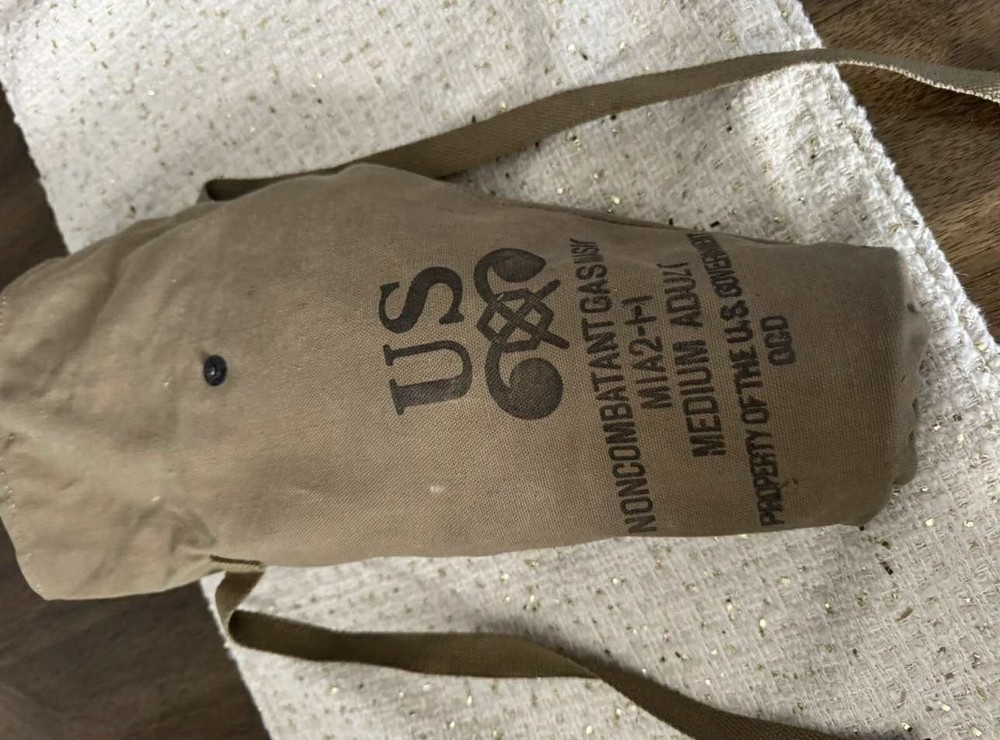 US
NONCOMBATANT GAS MASK
M1A2-1-1
MEDIUM ADULT
PROPERTY OF THE U.S. GOVERNMENT
OCD